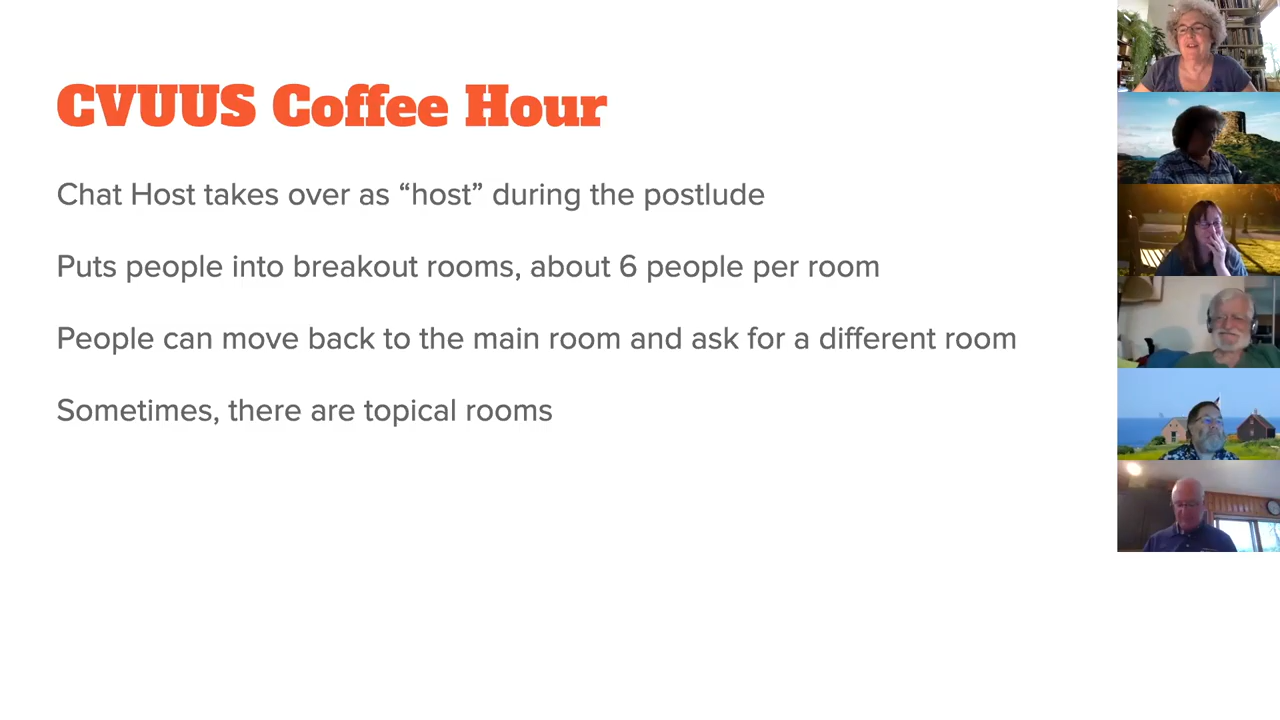 CVUUS Coffee Hour
Chat Host takes over as “host” during the postlude
Puts people into breakout rooms, about 6 people per room
People can move back to the main room and ask for a different room
Sometimes, there are topical rooms